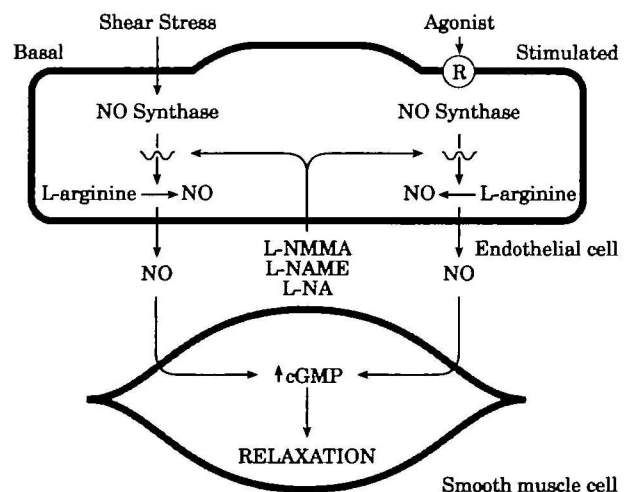 Shear Stress Agonist
Basal Stimulated
R
NO Synthase NO Synthase
L-arginine NO NO L-arginine
L-NMMA
L-NAME
L-NA
Endothelial cell
NO NO
cGMP
RELAXATION
Smooth muscle cell